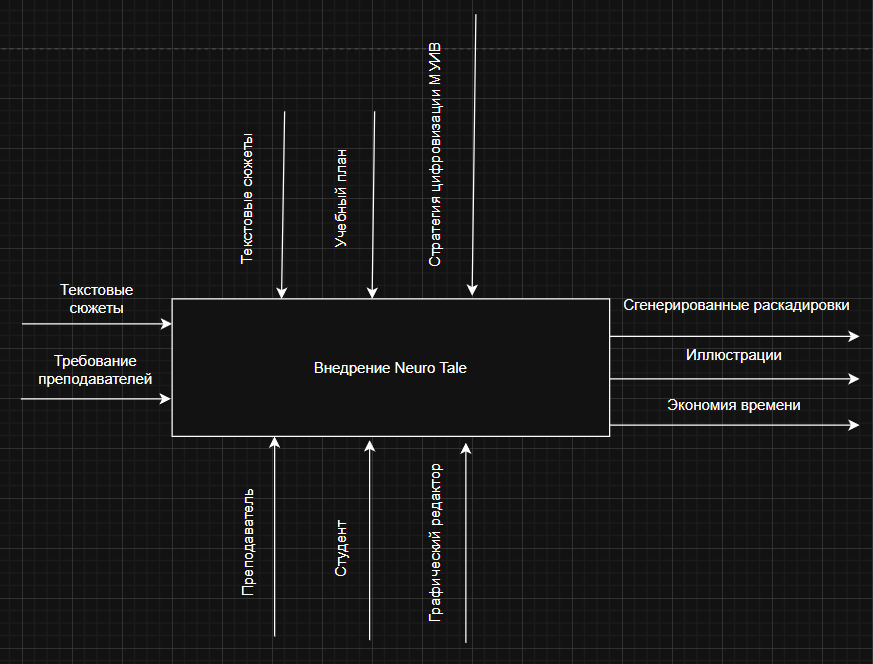 Текстовые сюжеты
Учебный план
Стратегия цифровизации МУИВ
Текстовые
сюжеты
Требование
преподавателей
Внедрение Neuro Tale
Сгенерированные раскадировки
Иллюстрации
Экономия времени
Преподаватель
Студент
Графический редактор